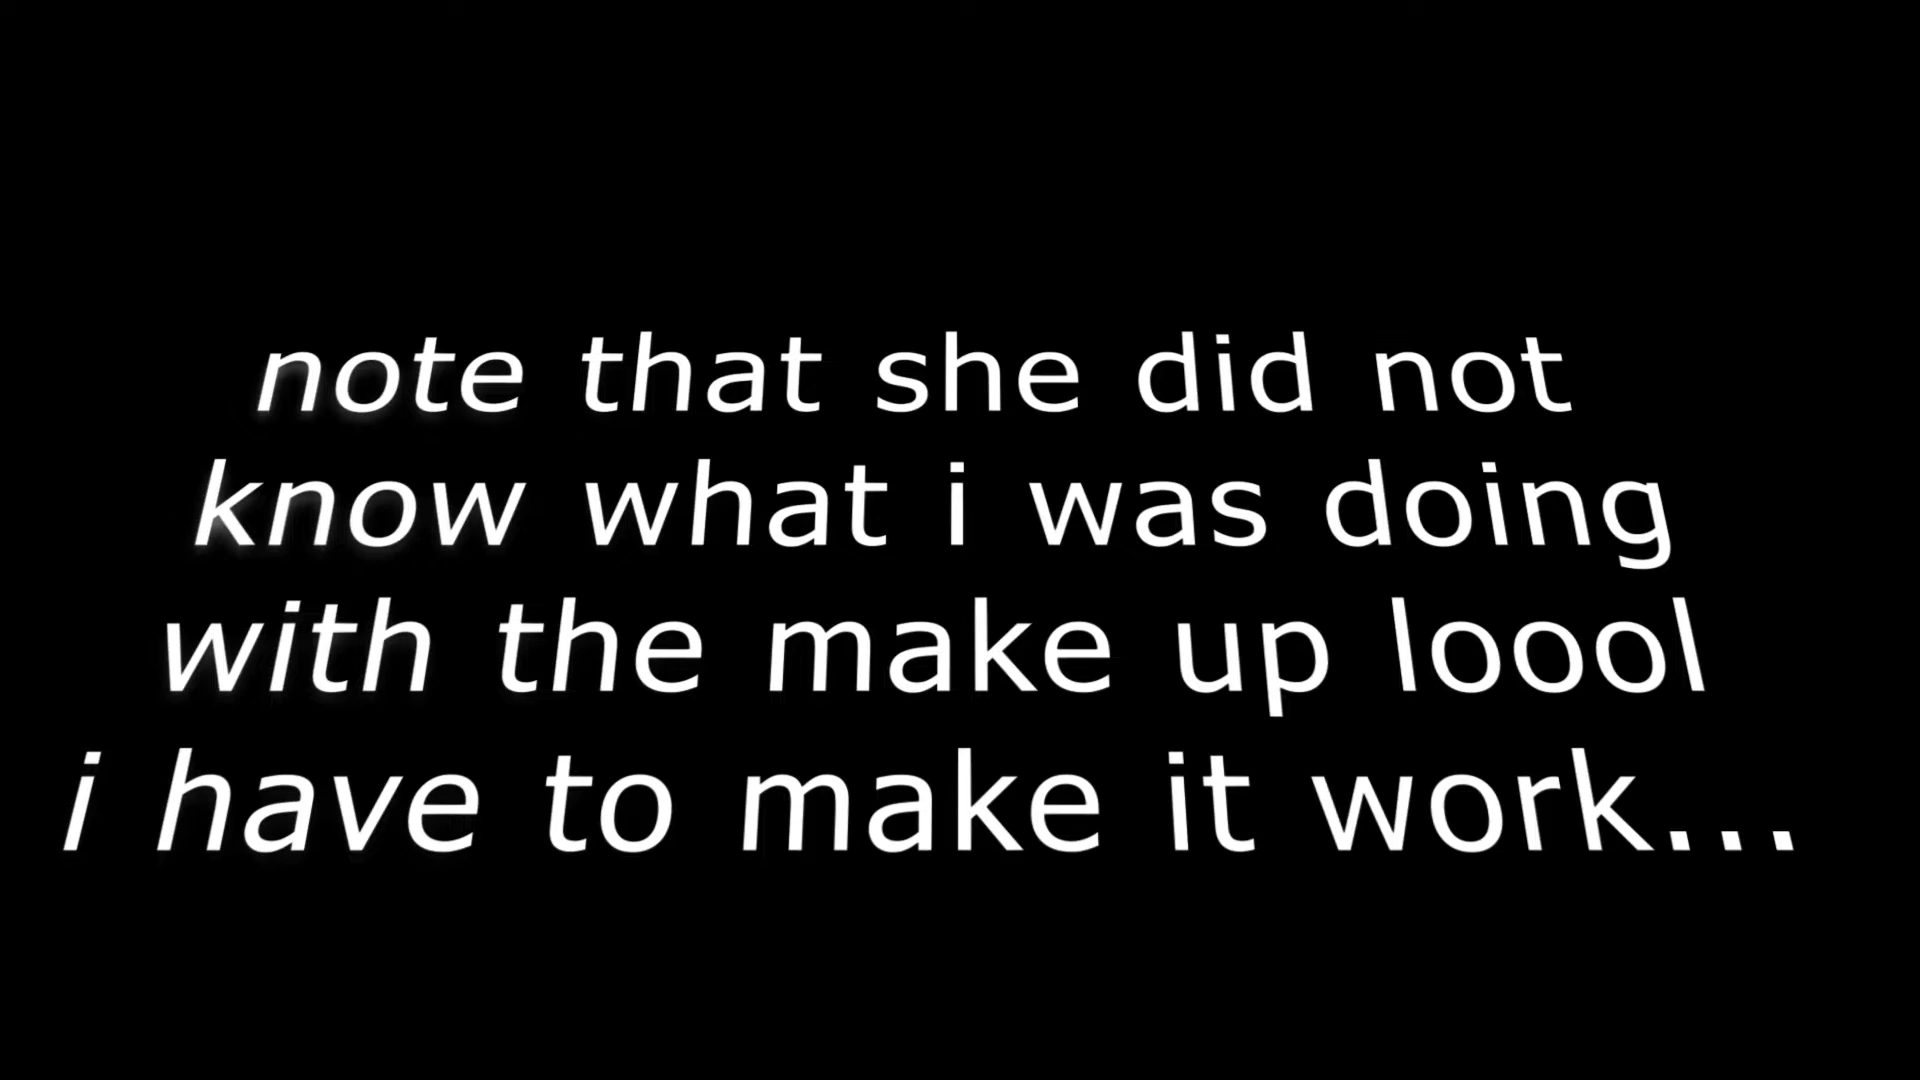 note that she did not
know what i was doing
with the make up loool
i have to make it work...